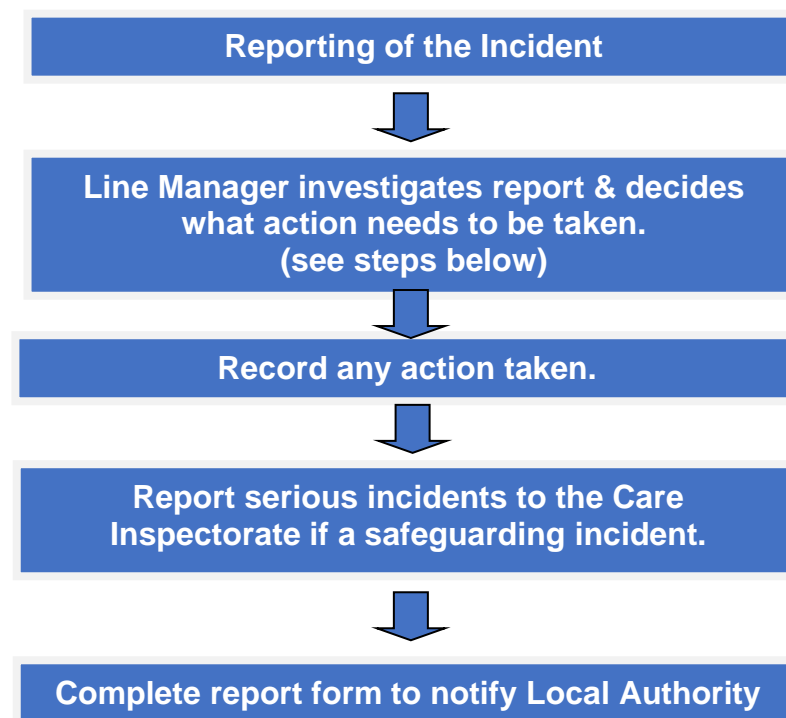 Reporting of the Incident
Line Manager investigates report & decides
what action needs to be taken.
(see steps below)
Record any action taken.
Report serious incidents to the Care
Inspectorate if a safeguarding incident.
Complete report form to notify Local Authority